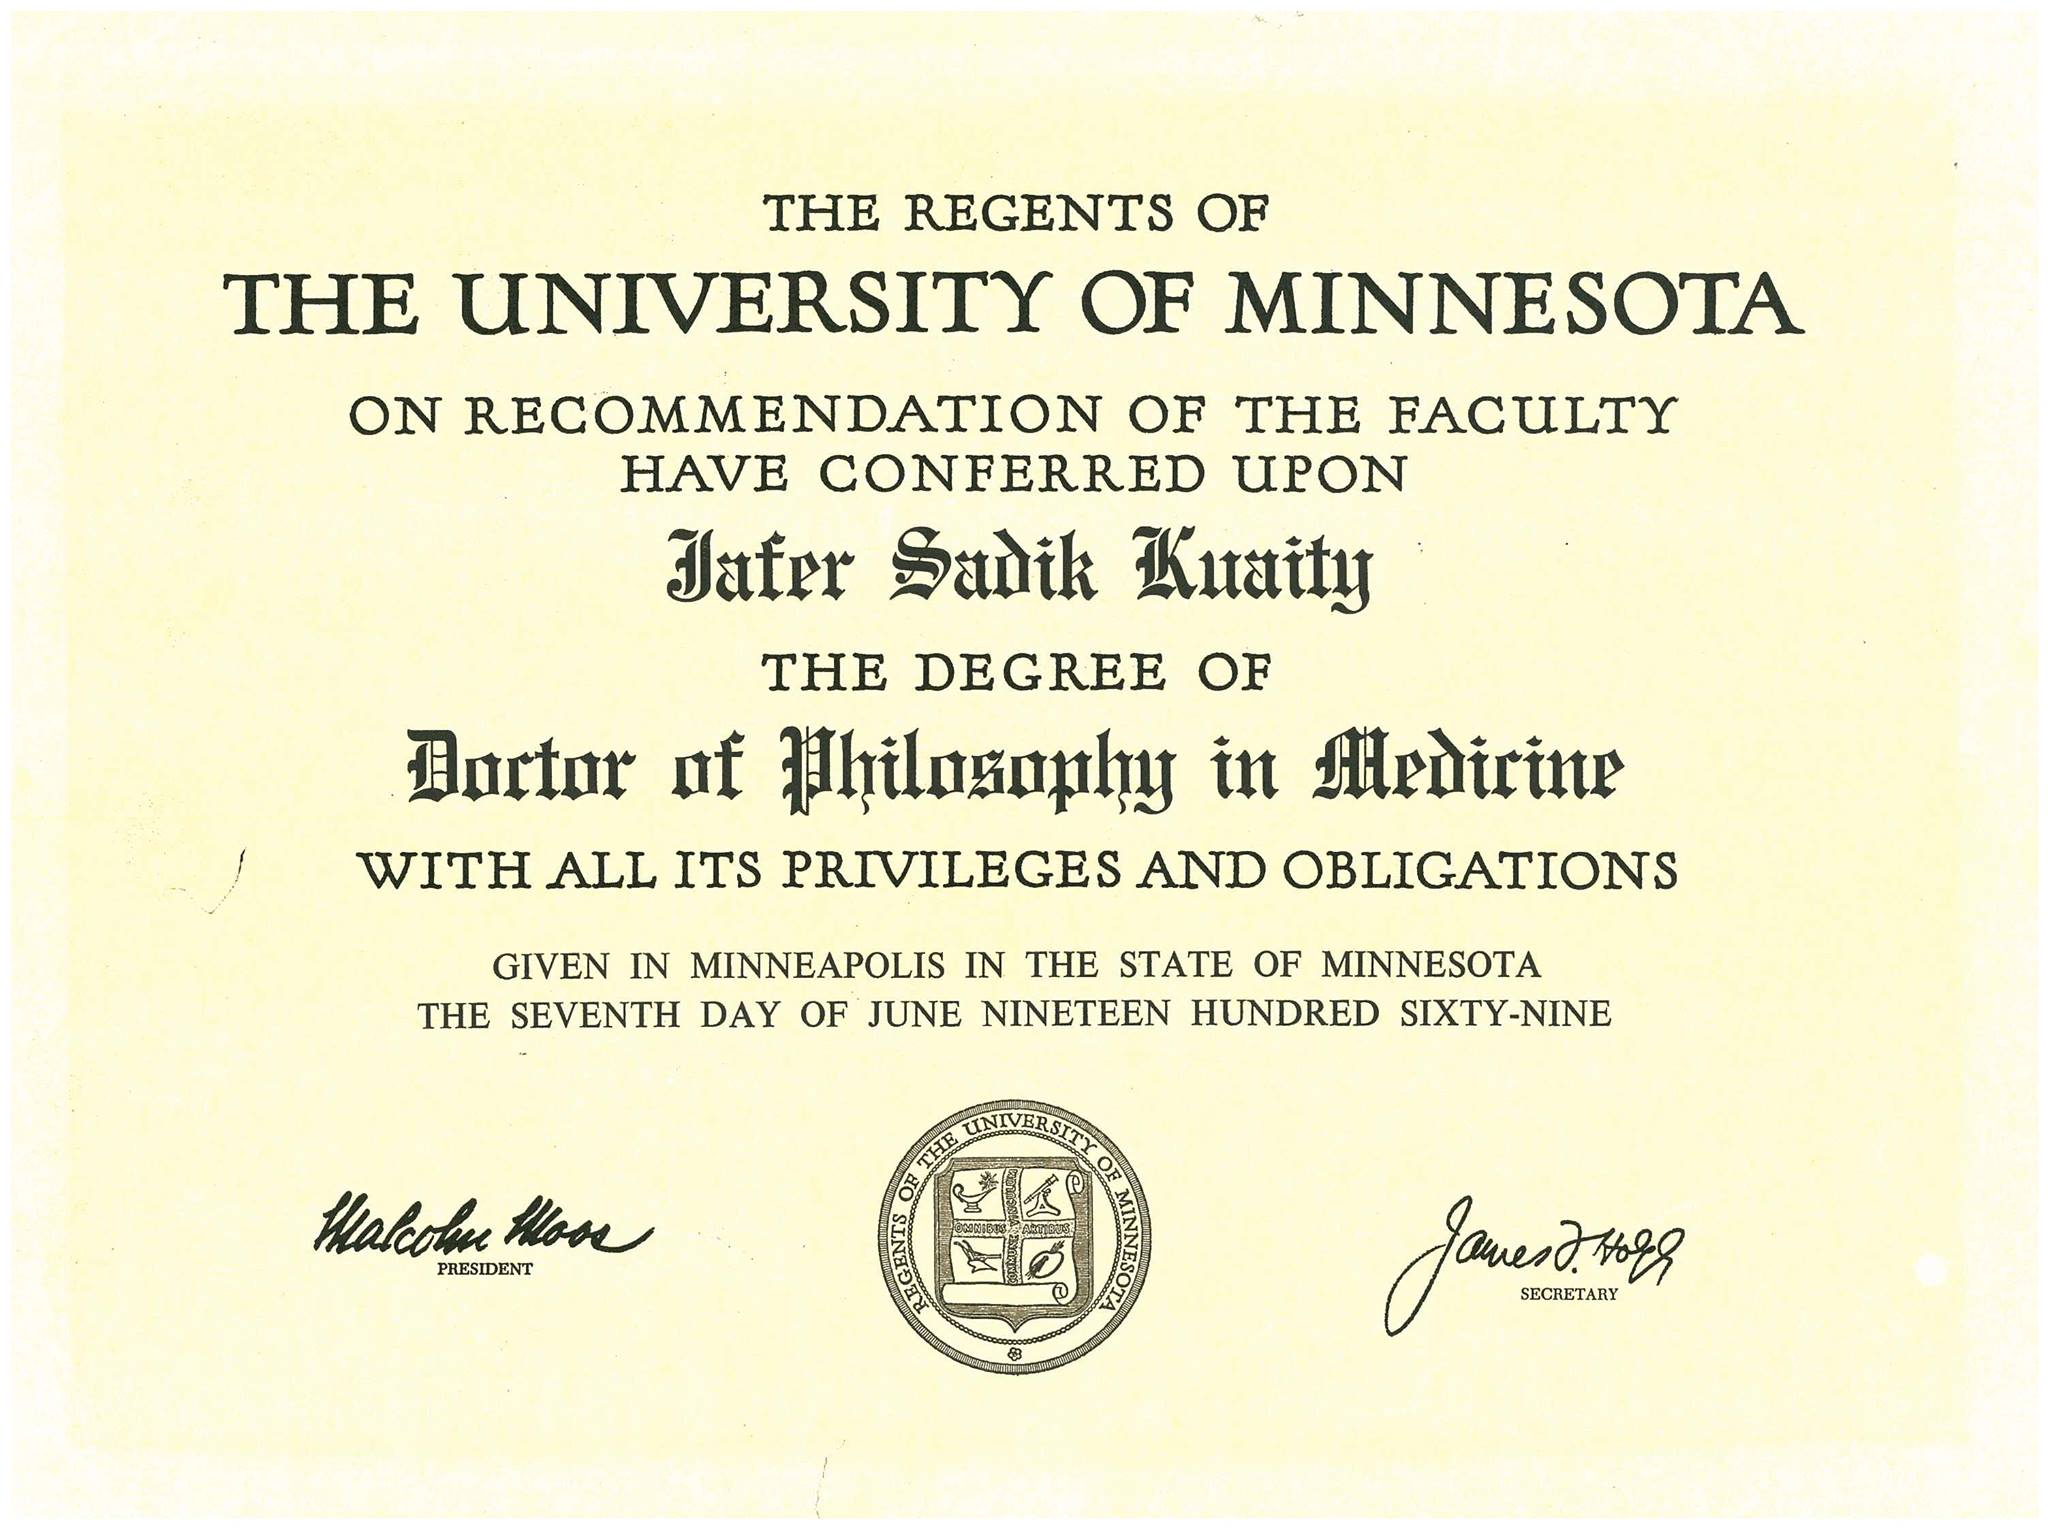 THE REGENTS OF
THE UNIVERSITY OF MINNESOTA
ON RECOMMENDATION OF THE FACULTY
HAVE CONFERRED UPON
Jafer Sadik Kuaity
THE DEGREE OF
Doctor of Philosophy in Medicine
WITH ALL ITS PRIVILEGES AND OBLIGATIONS
GIVEN IN MINNEAPOLIS IN THE STATE OF MINNESOTA
THE SEVENTH DAY OF JUNE NINETEEN HUNDRED SIXTY-NINE
REGENTS OF THE UNIVERSITY OF MINNESOTA
OMNIBUS ARTIBUS
COMMUNE VINCULUM
Malcolm Moos
PRESIDENT
James F. Hogg
SECRETARY